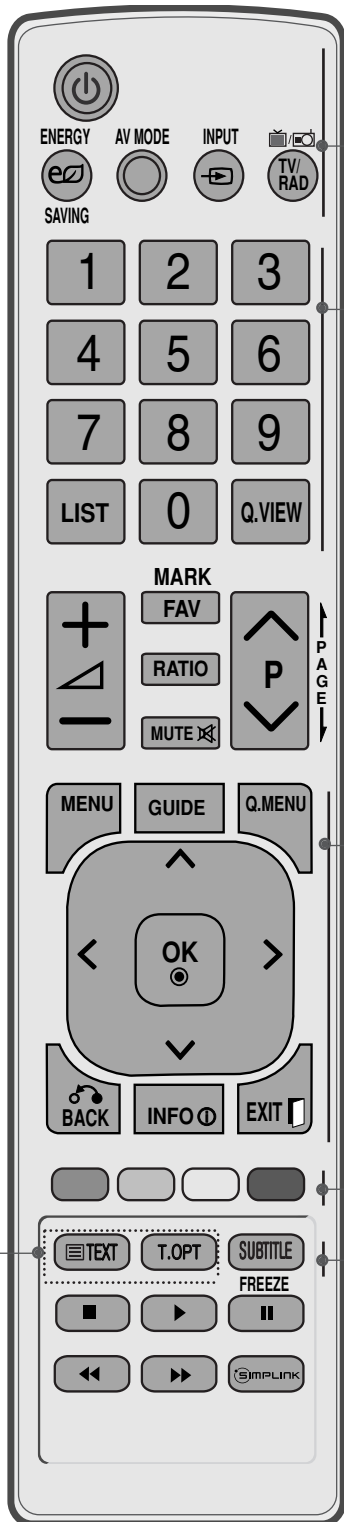 ENERGY AV MODE INPUT
TV/
RAD
SAVING
1 2 3
4 5 6
7 8 9
LIST 0 Q.VIEW
MARK
FAV
RATIO
P
PAGE
MUTE
MENU GUIDE Q.MENU
OK
BACK INFO EXIT
TEXT T.OPT SUBTITLE
FREEZE
SIMPLINK